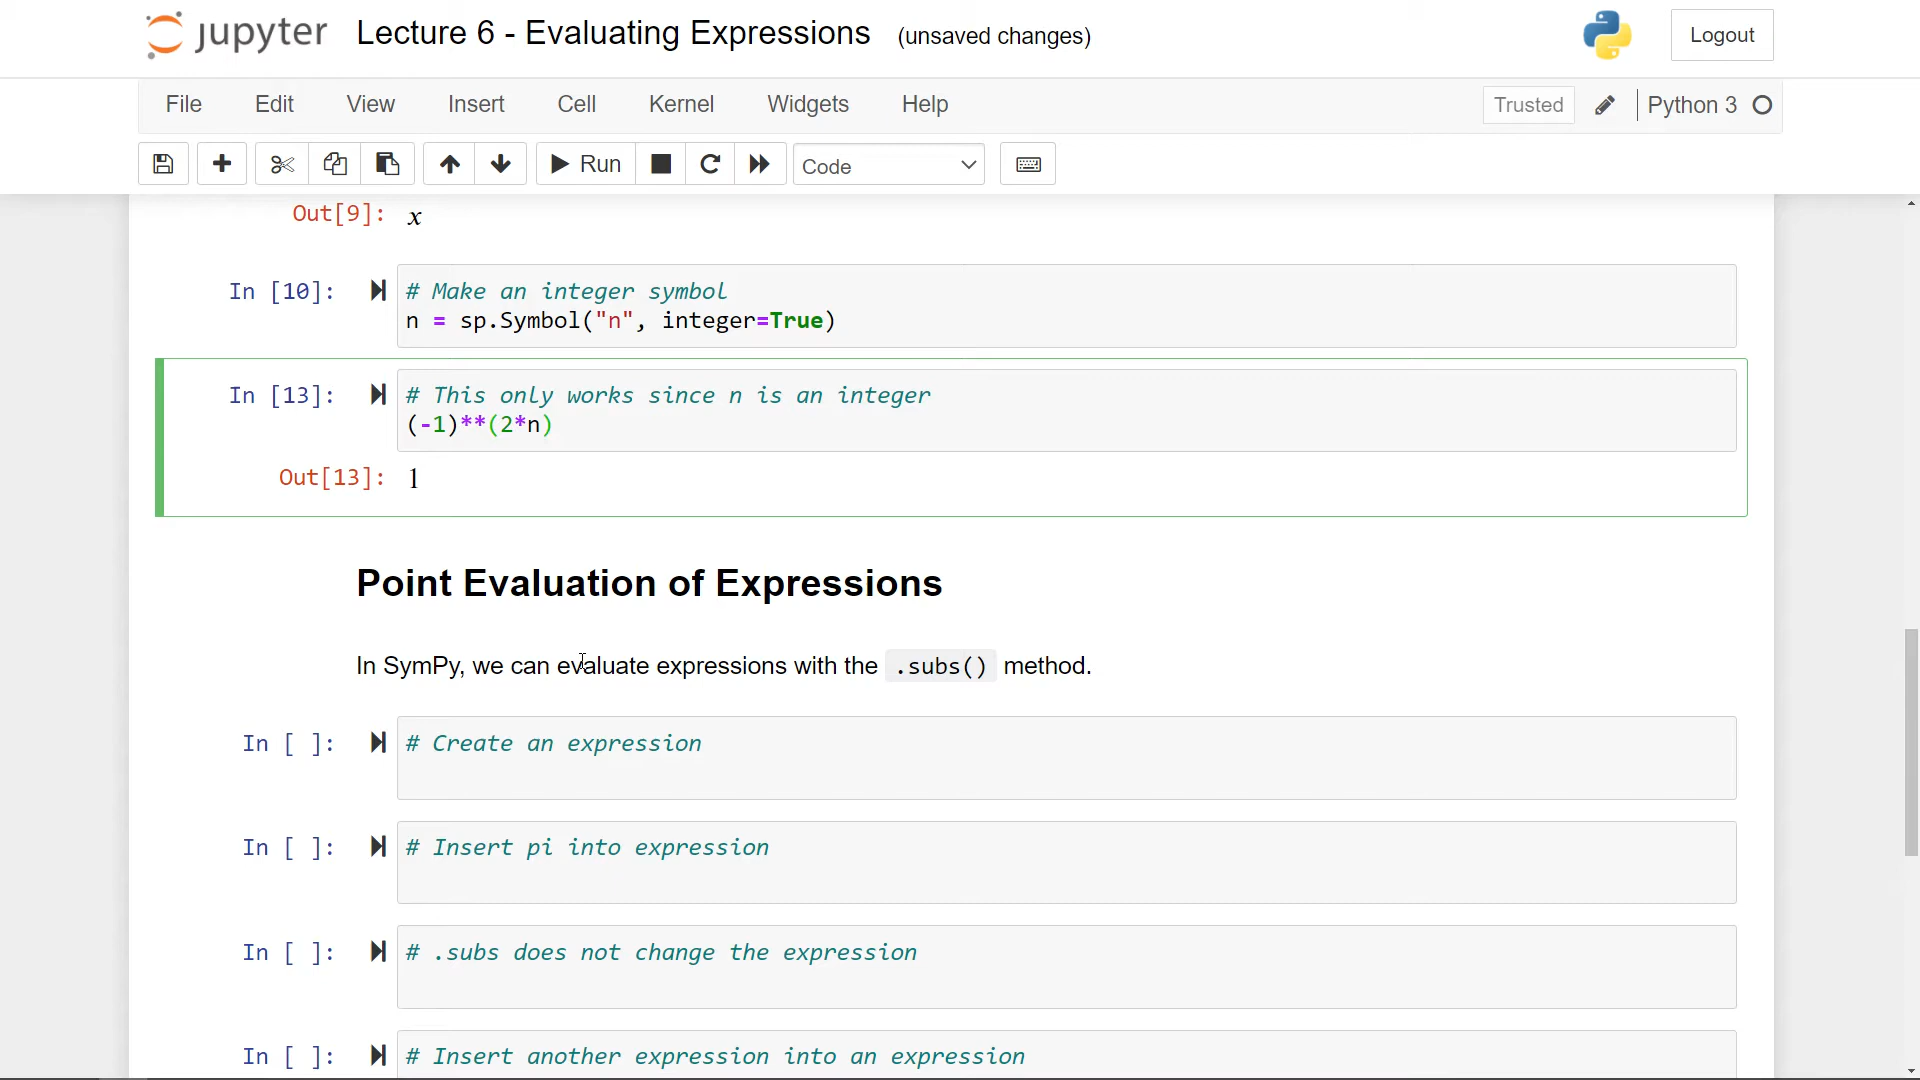 jupyter Lecture 6 - Evaluating Expressions (unsaved changes) Logout
File Edit View Insert Cell Kernel Widgets Help Trusted Python 3
Run Code
Out[9]: x
In [10]: # Make an integer symbol
n = sp.Symbol("n", integer=True)
In [13]: # This only works since n is an integer
(-1)**(2*n)
Out[13]: 1
Point Evaluation of Expressions
In SymPy, we can evaluate expressions with the .subs() method.
In [ ]: # Create an expression
In [ ]: # Insert pi into expression
In [ ]: # .subs does not change the expression
In [ ]: # Insert another expression into an expression